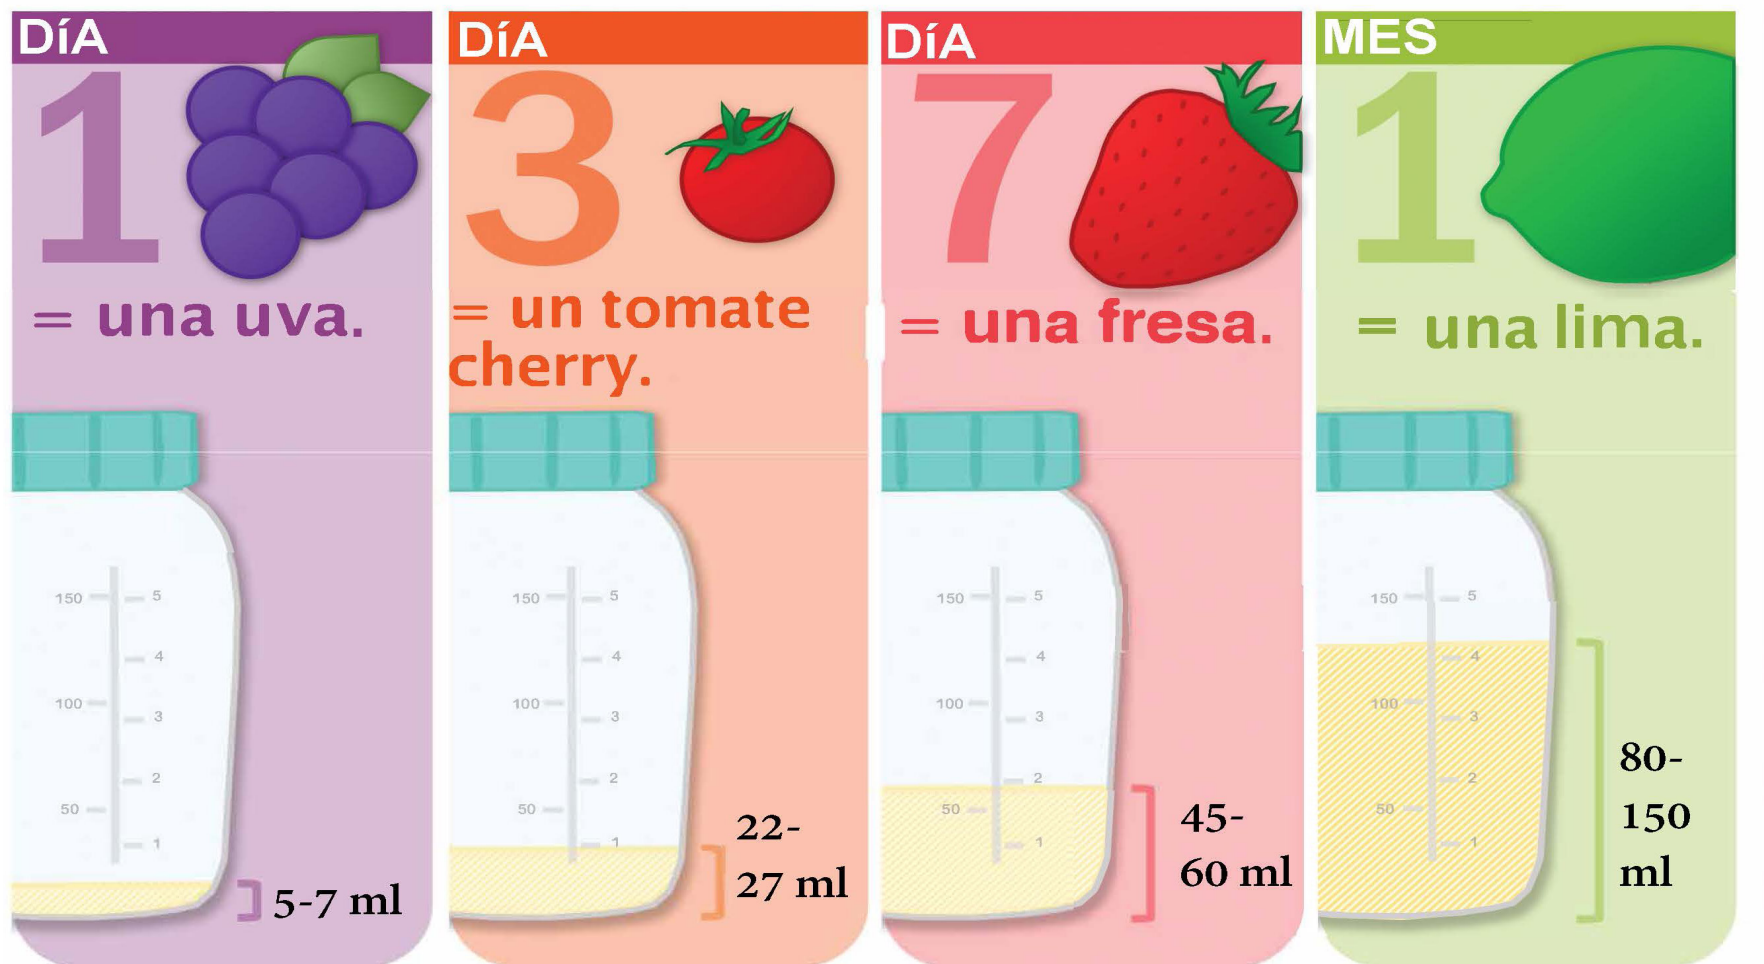 DíA
1
= una uva.
150 5
4
100 3
2
50
1
5-7 ml
DíA
3
= un tomate
cherry.
150 5
4
100 3
2
50
1
22-
27 ml
DíA
7
= una fresa.
150 5
4
100 3
2
50
1
45-
60 ml
MES
1
= una lima.
150 5
4
100 3
2
50
1
80-
150
ml